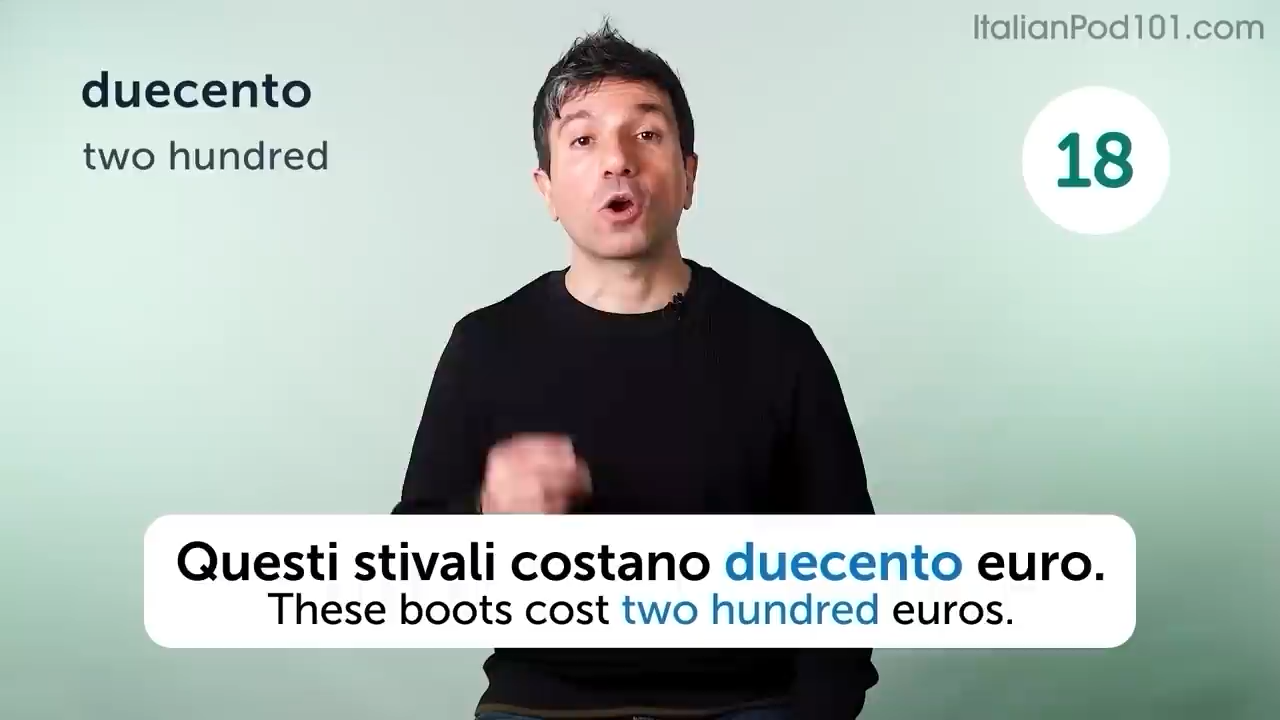 ItalianPod101.com
duecento
two hundred
18
Questi stivali costano duecento euro.
These boots cost two hundred euros.